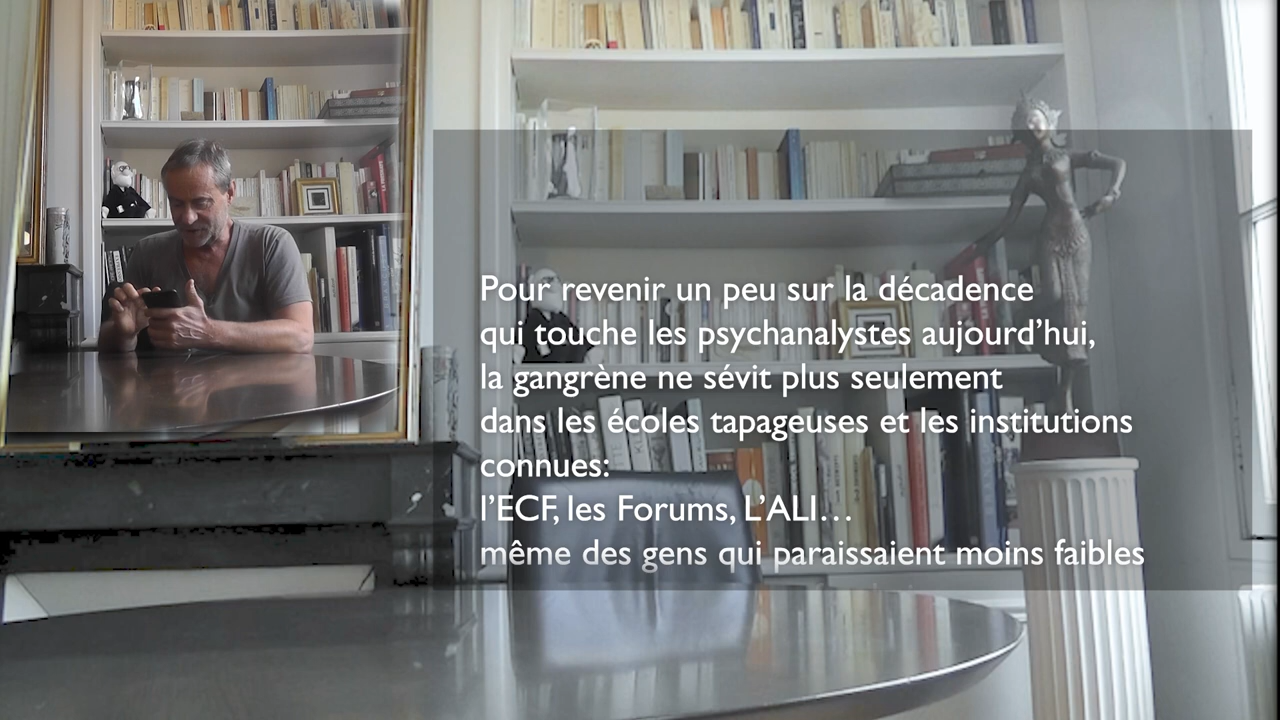 Pour revenir un peu sur la décadence
qui touche les psychanalystes aujourd’hui,
la gangrène ne sévit plus seulement
dans les écoles tapageuses et les institutions
connues:
l’ECF, les Forums, L’ALI…
même des gens qui paraissaient moins faibles